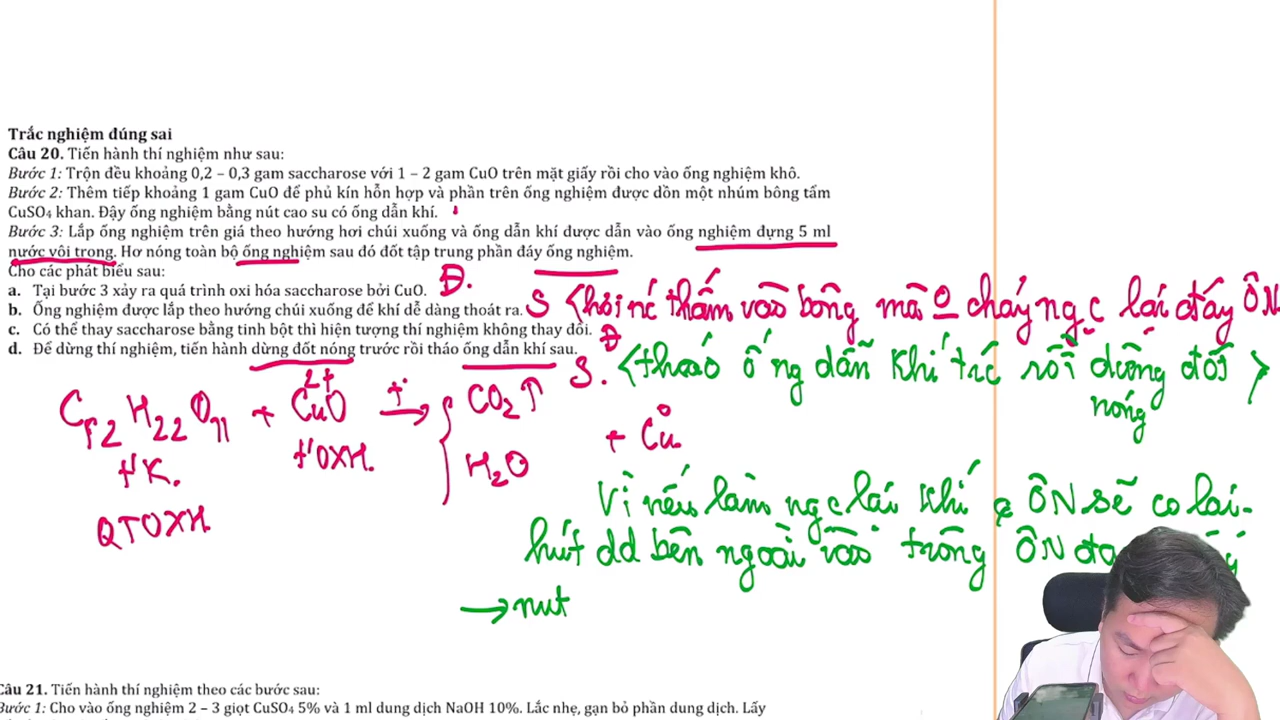 Trắc nghiệm đúng sai
Câu 20. Tiến hành thí nghiệm như sau:
Bước 1: Trộn đều khoảng 0,2 – 0,3 gam saccharose với 1 – 2 gam CuO trên mặt giấy rồi cho vào ống nghiệm khô.
Bước 2: Thêm tiếp khoảng 1 gam CuO để phủ kín hỗn hợp và phần trên ống nghiệm được dồn một nhúm bông tẩm
CuSO₄ khan. Đậy ống nghiệm bằng nút cao su có ống dẫn khí.
Bước 3: Lắp ống nghiệm trên giá theo hướng hơi chúi xuống và ống dẫn khí được dẫn vào ống nghiệm đựng 5 ml
nước vôi trong. Hơ nóng toàn bộ ống nghiệm sau đó đốt tập trung phần đáy ống nghiệm.
Cho các phát biểu sau:
a. Tại bước 3 xảy ra quá trình oxi hóa saccharose bởi CuO. Đ.
b. Ống nghiệm được lắp theo hướng chúi xuống để khí dễ dàng thoát ra. S (hơi nc thấm vào bông mà 0 chảy ngc lại đáy ÔN
c. Có thể thay saccharose bằng tinh bột thì hiện tượng thí nghiệm không thay đổi. Đ
d. Để dừng thí nghiệm, tiến hành dừng đốt nóng trước rồi tháo ống dẫn khí sau. S. (tháo ống dẫn khí trc rồi dừng đốt
nóng
C12H22O11 + CuO t° → CO2↑
2+
H2O
+ Cu
0
+'K. +'OXH.
QTOXH
Vì nếu làm ngc lại khí ÔN sẽ co lại.
hút dd bên ngoài vào trong ÔN
→ nứt
Câu 21. Tiến hành thí nghiệm theo các bước sau:
Bước 1: Cho vào ống nghiệm 2 – 3 giọt CuSO₄ 5% và 1 ml dung dịch NaOH 10%. Lắc nhẹ, gạn bỏ phần dung dịch. Lấy